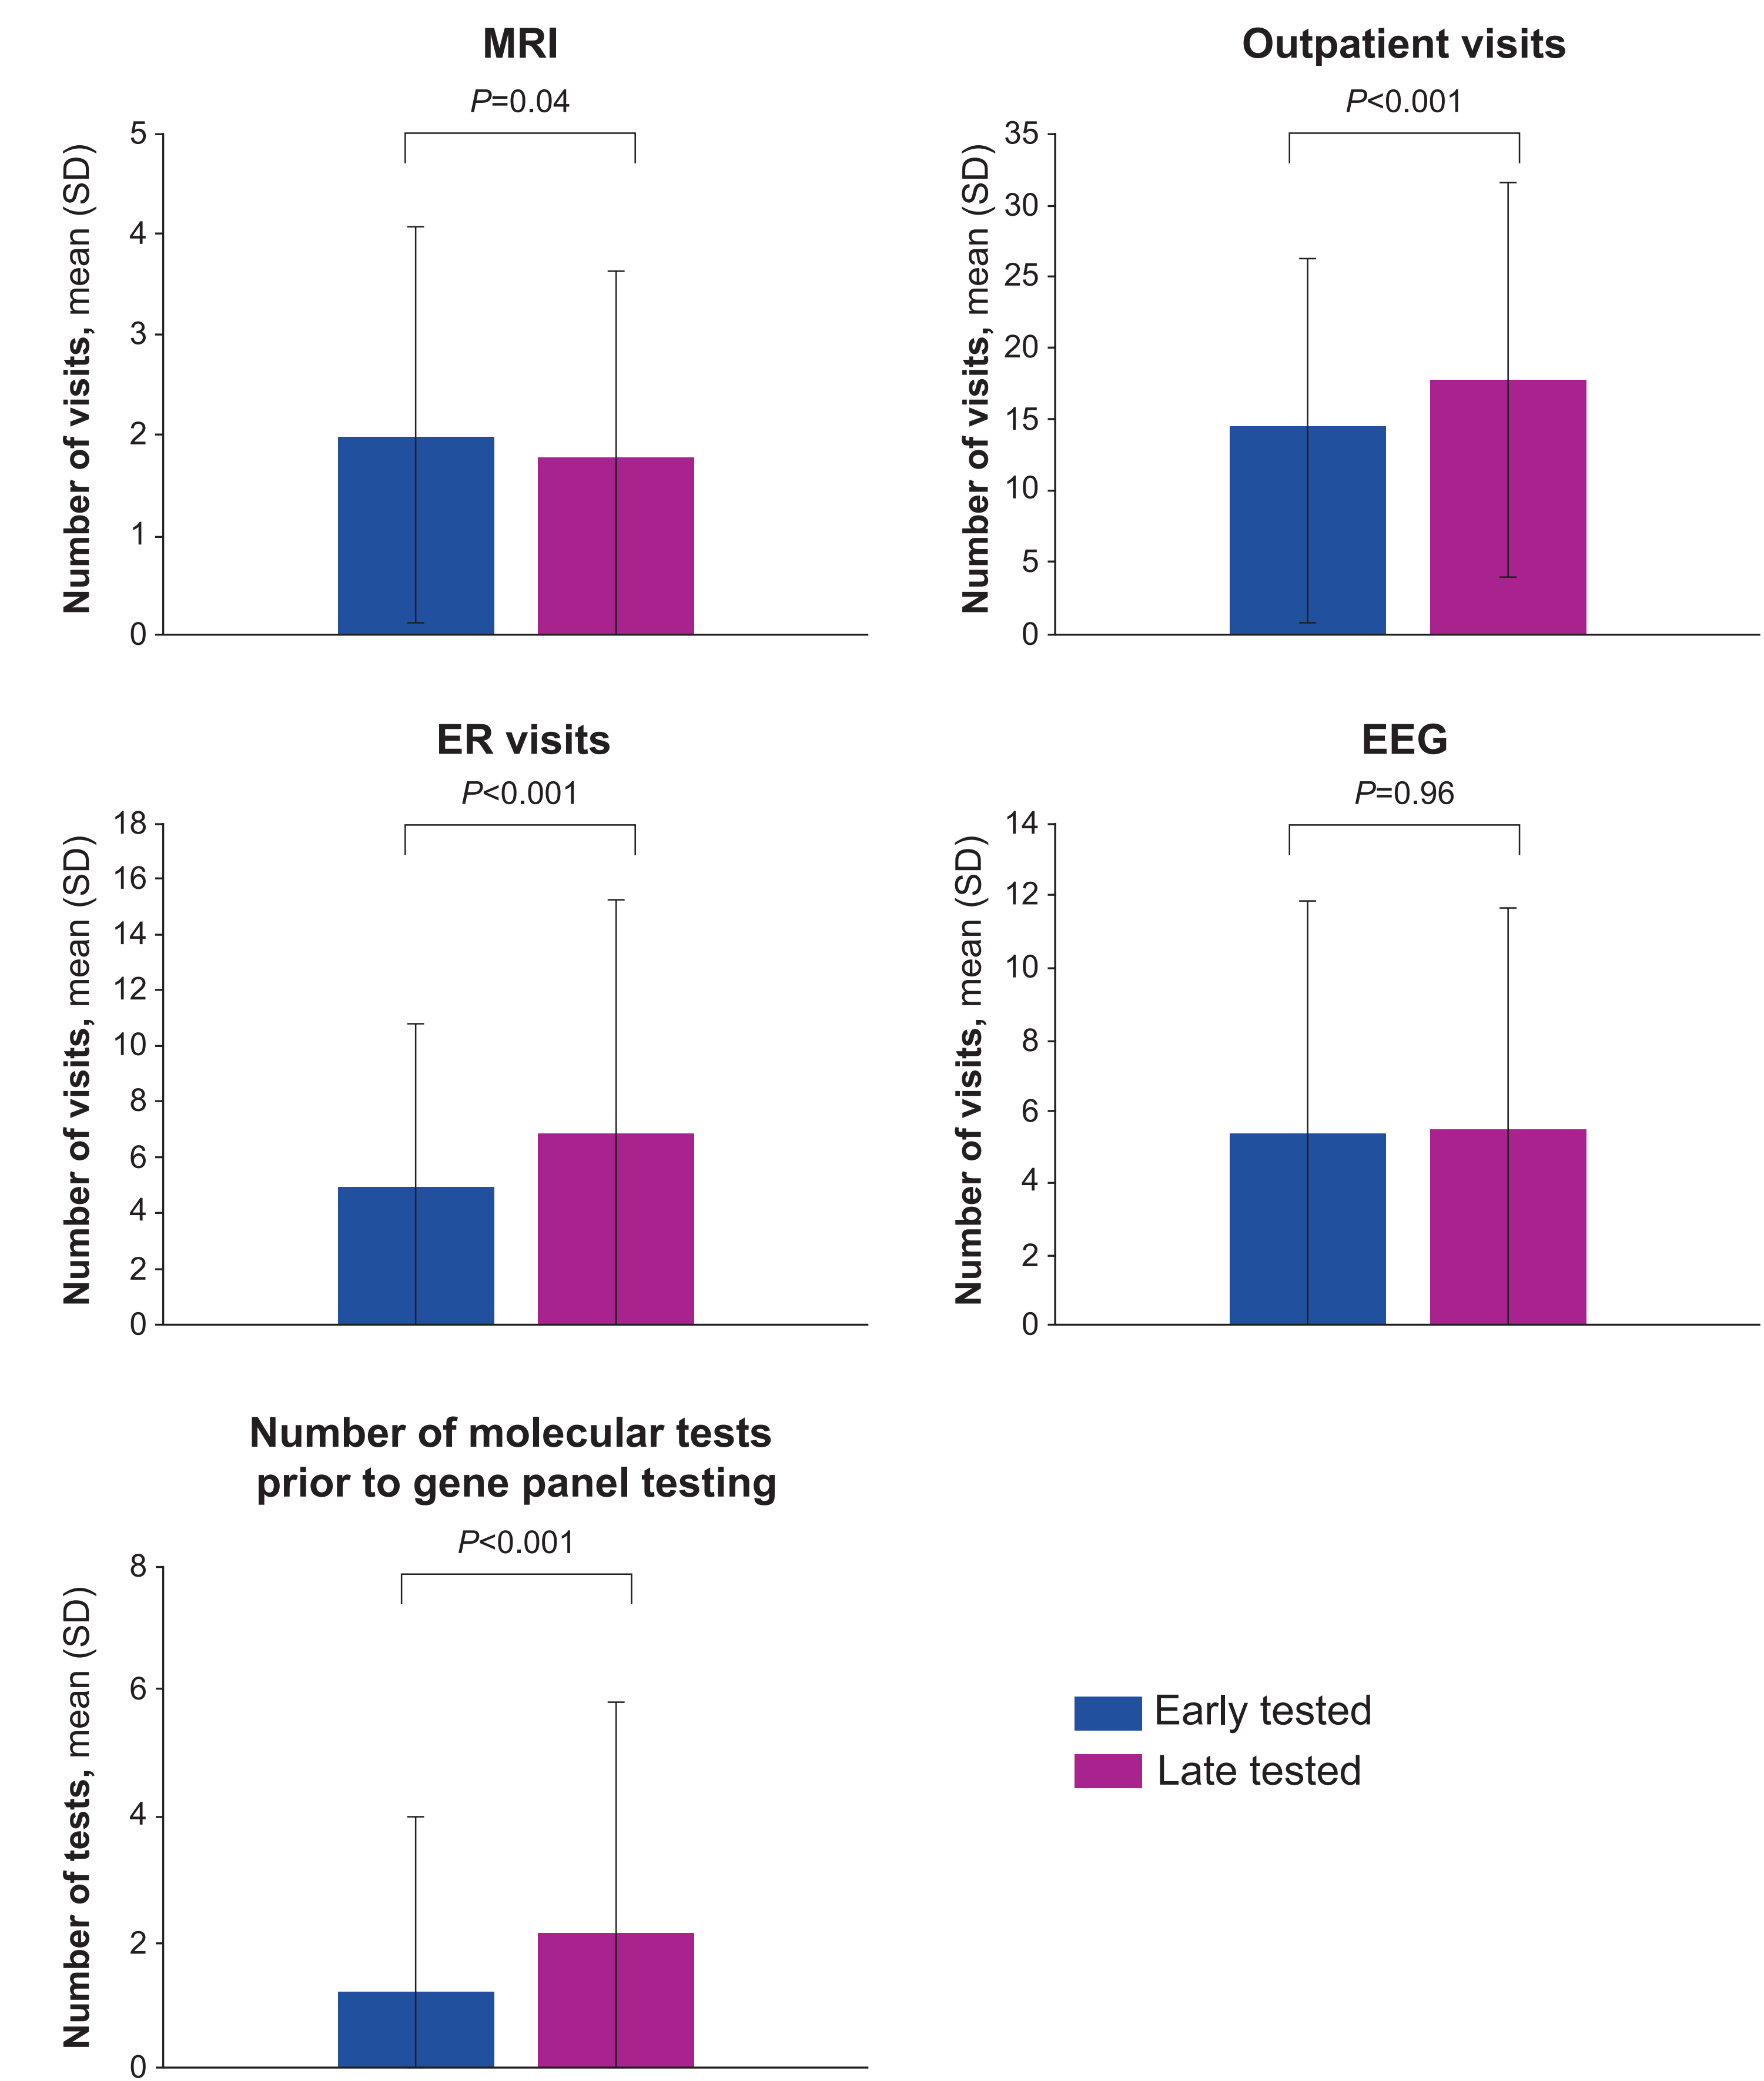 MRI
P=0.04
Number of visits, mean (SD)
5
4
3
2
1
0
Outpatient visits
P<0.001
Number of visits, mean (SD)
35
30
25
20
15
10
5
0
ER visits
P<0.001
Number of visits, mean (SD)
18
16
14
12
10
8
6
4
2
0
EEG
P=0.96
Number of visits, mean (SD)
14
12
10
8
6
4
2
0
Number of molecular tests
prior to gene panel testing
P<0.001
Number of tests, mean (SD)
8
6
4
2
0
Early tested
Late tested